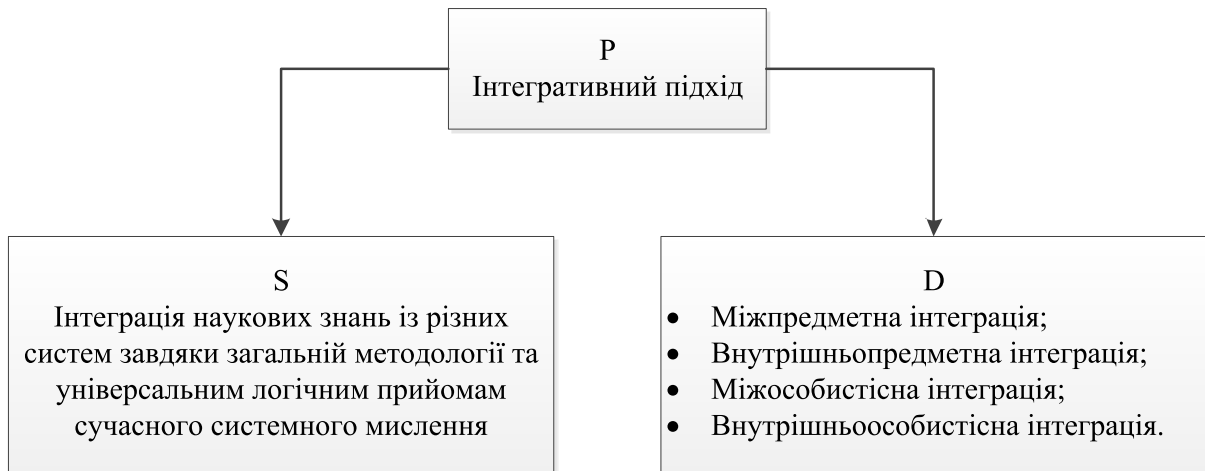 P
Інтегративний підхід
S
Інтеграція наукових знань із різних
систем завдяки загальній методології та
універсальним логічним прийомам
сучасного системного мислення
D
• Міжпредметна інтеграція;
• Внутрішньопредметна інтеграція;
• Міжособистісна інтеграція;
• Внутрішньоособистісна інтеграція.